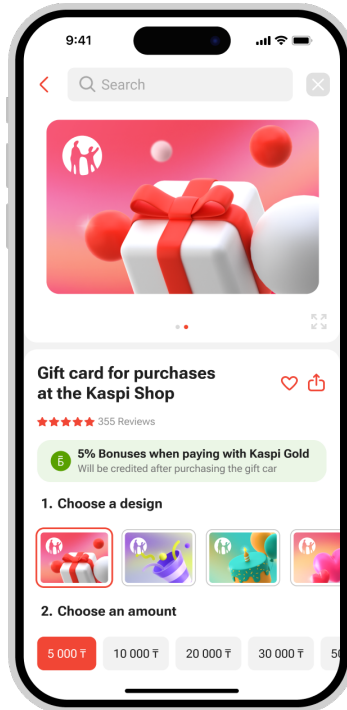 9:41
Search
Gift card for purchases
at the Kaspi Shop
355 Reviews
Б
5% Bonuses when paying with Kaspi Gold
Will be credited after purchasing the gift car
1. Choose a design
2. Choose an amount
5 000 ₸
10 000 ₸
20 000 ₸
30 000 ₸